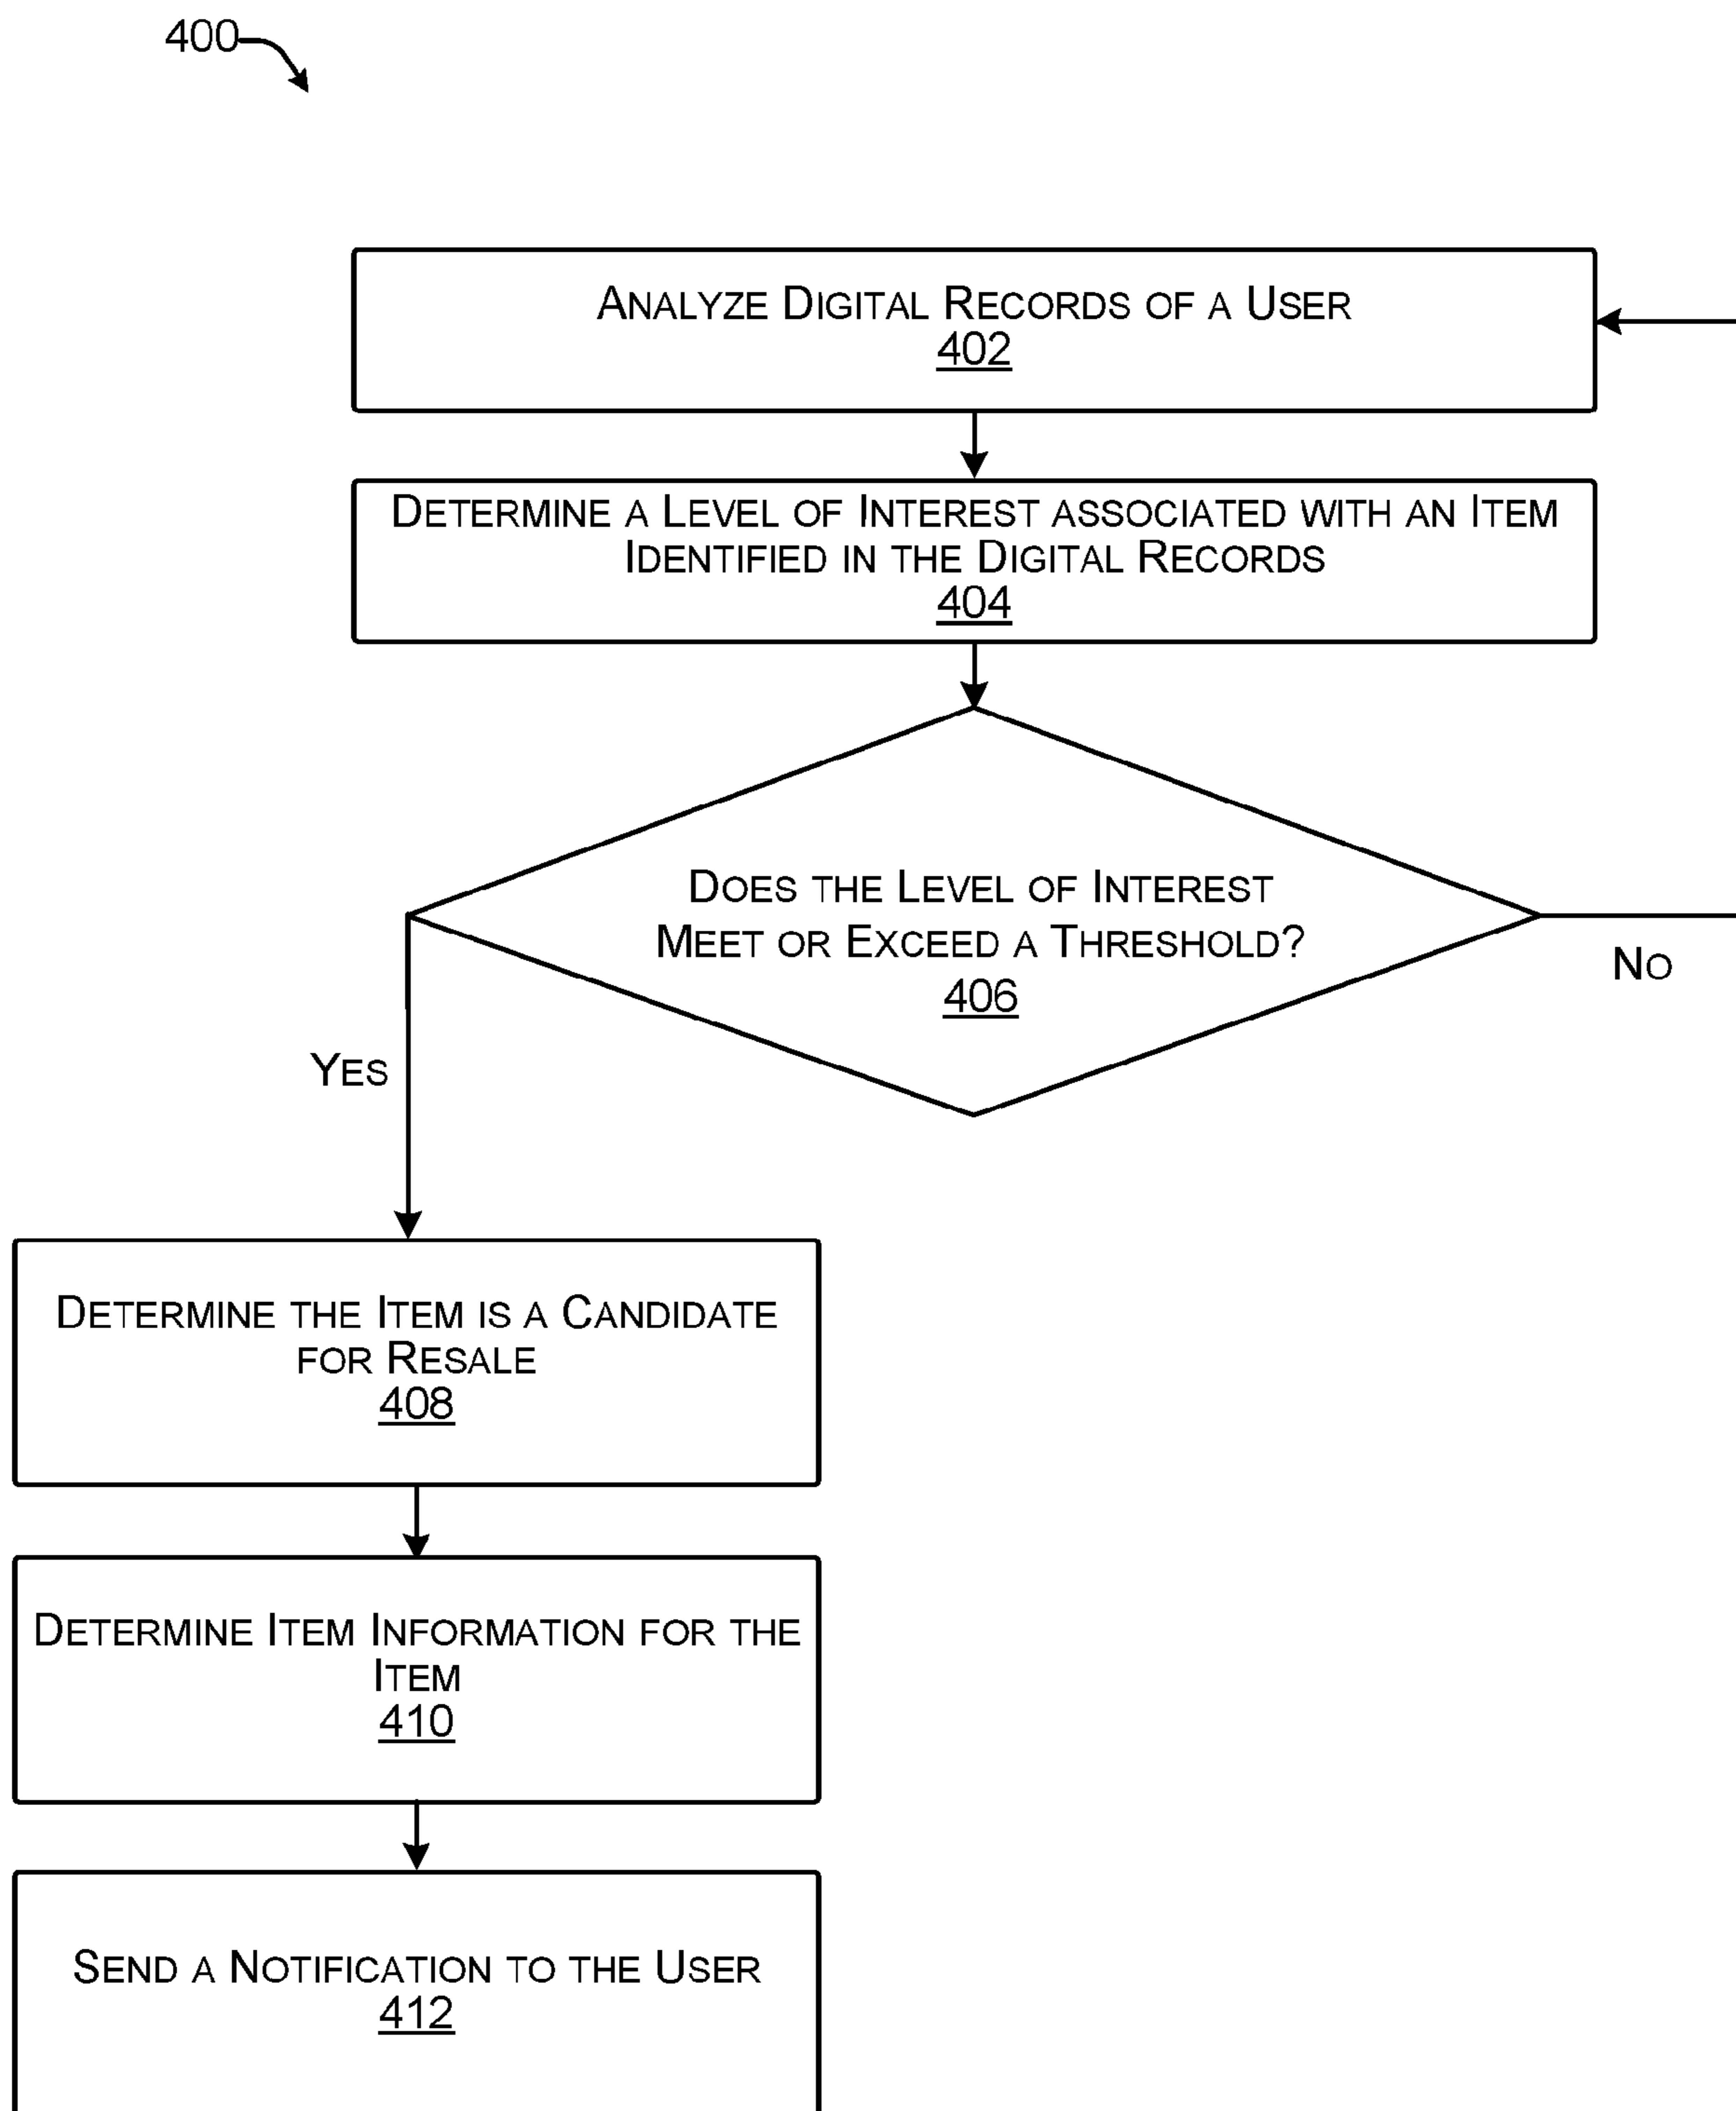 400
ANALYZE DIGITAL RECORDS OF A USER
402
DETERMINE A LEVEL OF INTEREST ASSOCIATED WITH AN ITEM
IDENTIFIED IN THE DIGITAL RECORDS
404
DOES THE LEVEL OF INTEREST
MEET OR EXCEED A THRESHOLD?
406
NO
YES
DETERMINE THE ITEM IS A CANDIDATE
FOR RESALE
408
DETERMINE ITEM INFORMATION FOR THE
ITEM
410
SEND A NOTIFICATION TO THE USER
412